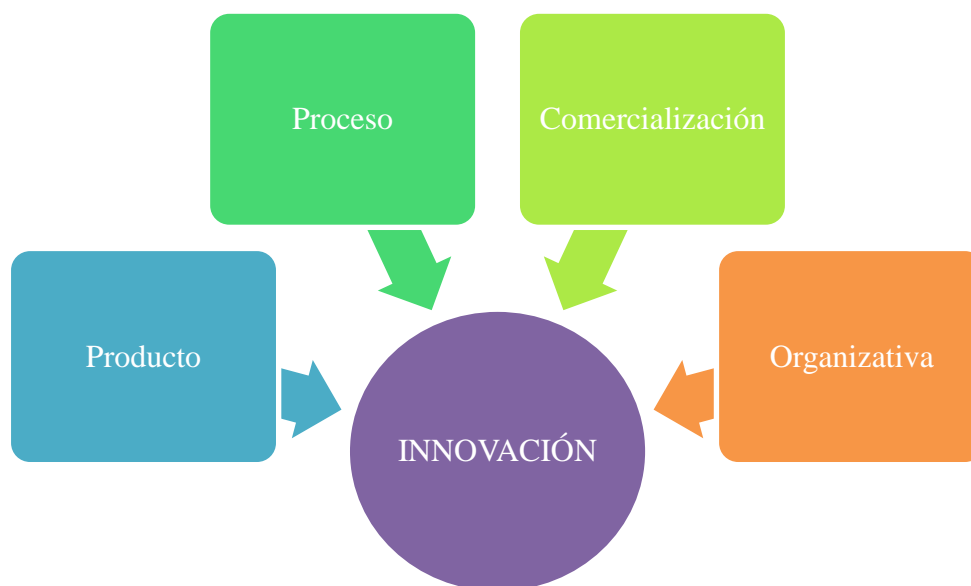 Proceso
Comercialización
Producto
Organizativa
INNOVACIÓN